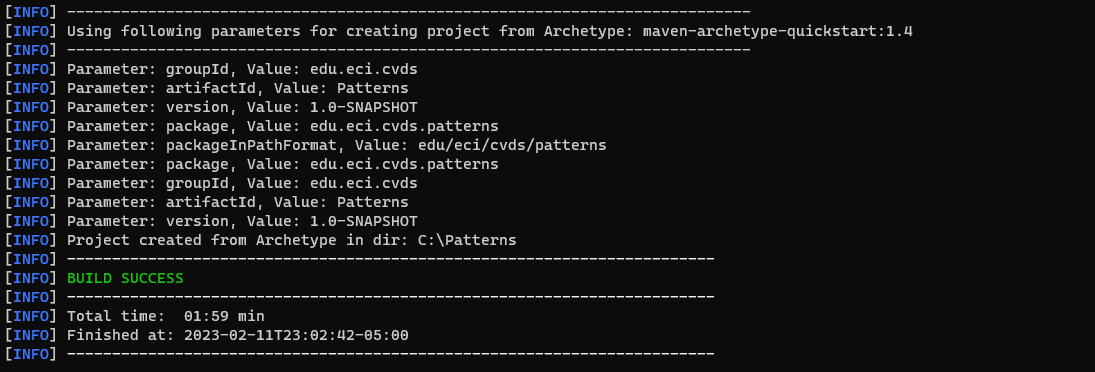 [INFO] ----------------------------------------------------------------------------
[INFO] Using following parameters for creating project from Archetype: maven-archetype-quickstart:1.4
[INFO] ----------------------------------------------------------------------------
[INFO] Parameter: groupId, Value: edu.eci.cvds
[INFO] Parameter: artifactId, Value: Patterns
[INFO] Parameter: version, Value: 1.0-SNAPSHOT
[INFO] Parameter: package, Value: edu.eci.cvds.patterns
[INFO] Parameter: packageInPathFormat, Value: edu/eci/cvds/patterns
[INFO] Parameter: package, Value: edu.eci.cvds.patterns
[INFO] Parameter: groupId, Value: edu.eci.cvds
[INFO] Parameter: artifactId, Value: Patterns
[INFO] Parameter: version, Value: 1.0-SNAPSHOT
[INFO] Project created from Archetype in dir: C:\Patterns
[INFO] ------------------------------------------------------------------------
[INFO] BUILD SUCCESS
[INFO] ------------------------------------------------------------------------
[INFO] Total time:  01:59 min
[INFO] Finished at: 2023-02-11T23:02:42-05:00
[INFO] ------------------------------------------------------------------------